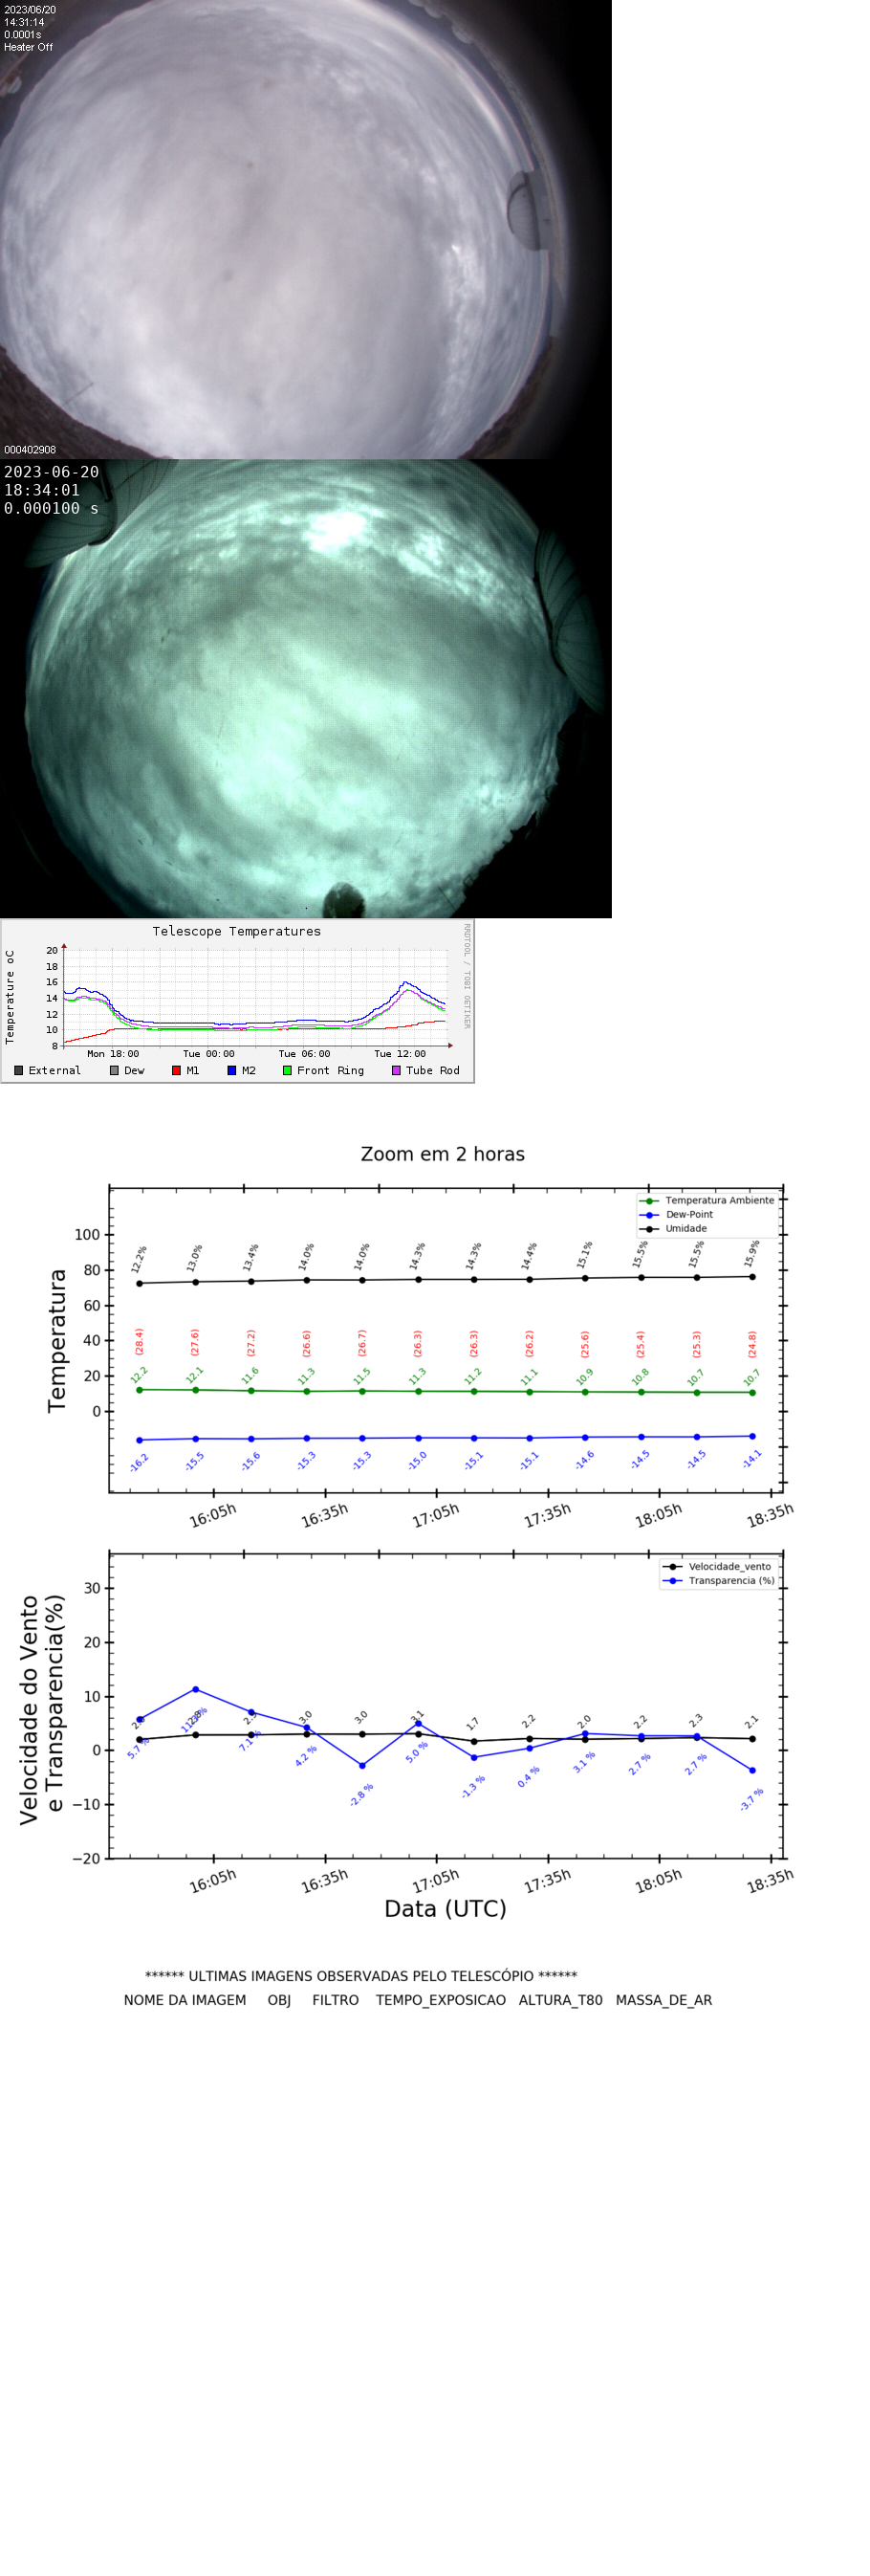 2023/06/20
14:31:14
0.0001s
Heater Off
000402908
2023-06-20
18:34:01
0.000100 s
Telescope Temperatures
RRDTOOL / TOBI OETIKER
Temperature oC
20
18
16
14
12
10
8
Mon 18:00 Tue 00:00 Tue 06:00 Tue 12:00
External Dew M1 M2 Front Ring Tube Rod
Zoom em 2 horas
Temperatura
Temperatura Ambiente
Dew-Point
Umidade
100
80
60
40
20
0
12.2% 13.0% 13.4% 14.0% 14.0% 14.3% 14.3% 14.4% 15.1% 15.5% 15.5% 15.9%
(28.4) (27.6) (27.2) (26.6) (26.7) (26.3) (26.3) (26.2) (25.6) (25.4) (25.3) (24.8)
12.2 12.1 11.6 11.3 11.5 11.3 11.2 11.1 10.9 10.8 10.7 10.7
-16.2 -15.5 -15.6 -15.3 -15.3 -15.0 -15.1 -15.1 -14.6 -14.5 -14.5 -14.1
16:05h 16:35h 17:05h 17:35h 18:05h 18:35h
Velocidade do Vento
e Transparencia(%)
Velocidade_vento
Transparencia (%)
30
20
10
0
−10
−20
3.0 3.0 3.1 1.7 2.2 2.0 2.2 2.3 2.1
5.7 % 7.1 % 4.2 % -2.8 % 5.0 % -1.3 % 0.4 % 3.1 % 2.7 % 2.7 % -3.7 %
16:05h 16:35h 17:05h 17:35h 18:05h 18:35h
Data (UTC)
****** ULTIMAS IMAGENS OBSERVADAS PELO TELESCÓPIO ******
NOME DA IMAGEM OBJ FILTRO TEMPO_EXPOSICAO ALTURA_T80 MASSA_DE_AR